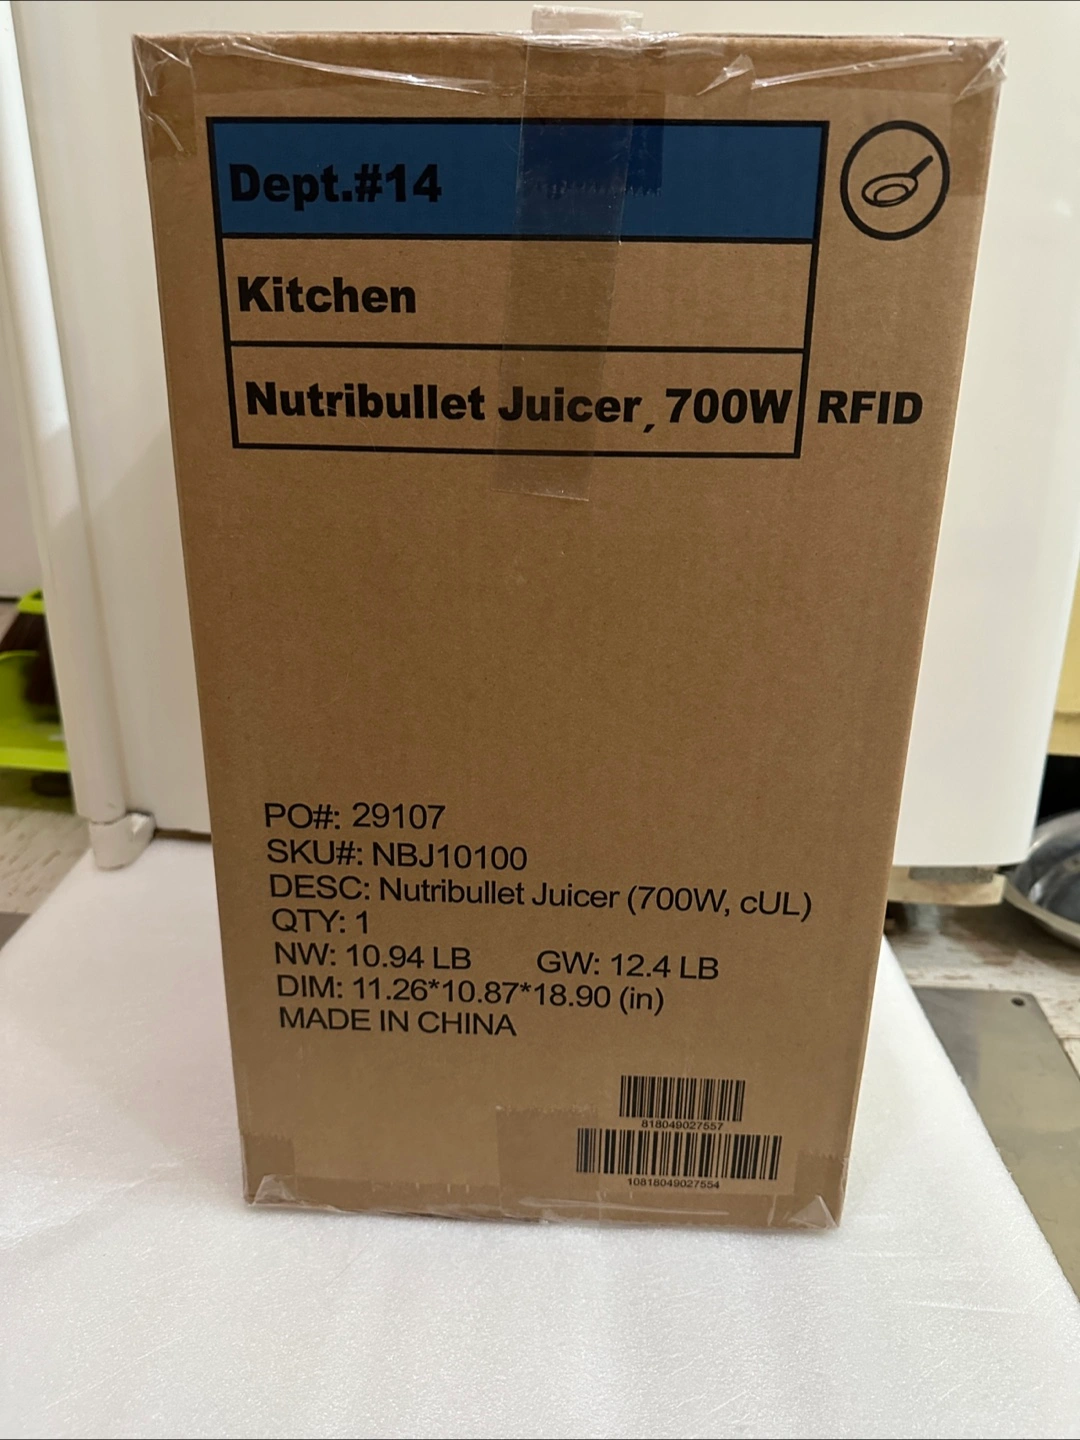 Dept.#14
Kitchen
Nutribullet Juicer, 700W RFID
PO#: 29107
SKU#: NBJ10100
DESC: Nutribullet Juicer (700W, cUL)
QTY: 1
NW: 10.94 LB GW: 12.4 LB
DIM: 11.26*10.87*18.90 (in)
MADE IN CHINA
818049027557
10818049027554